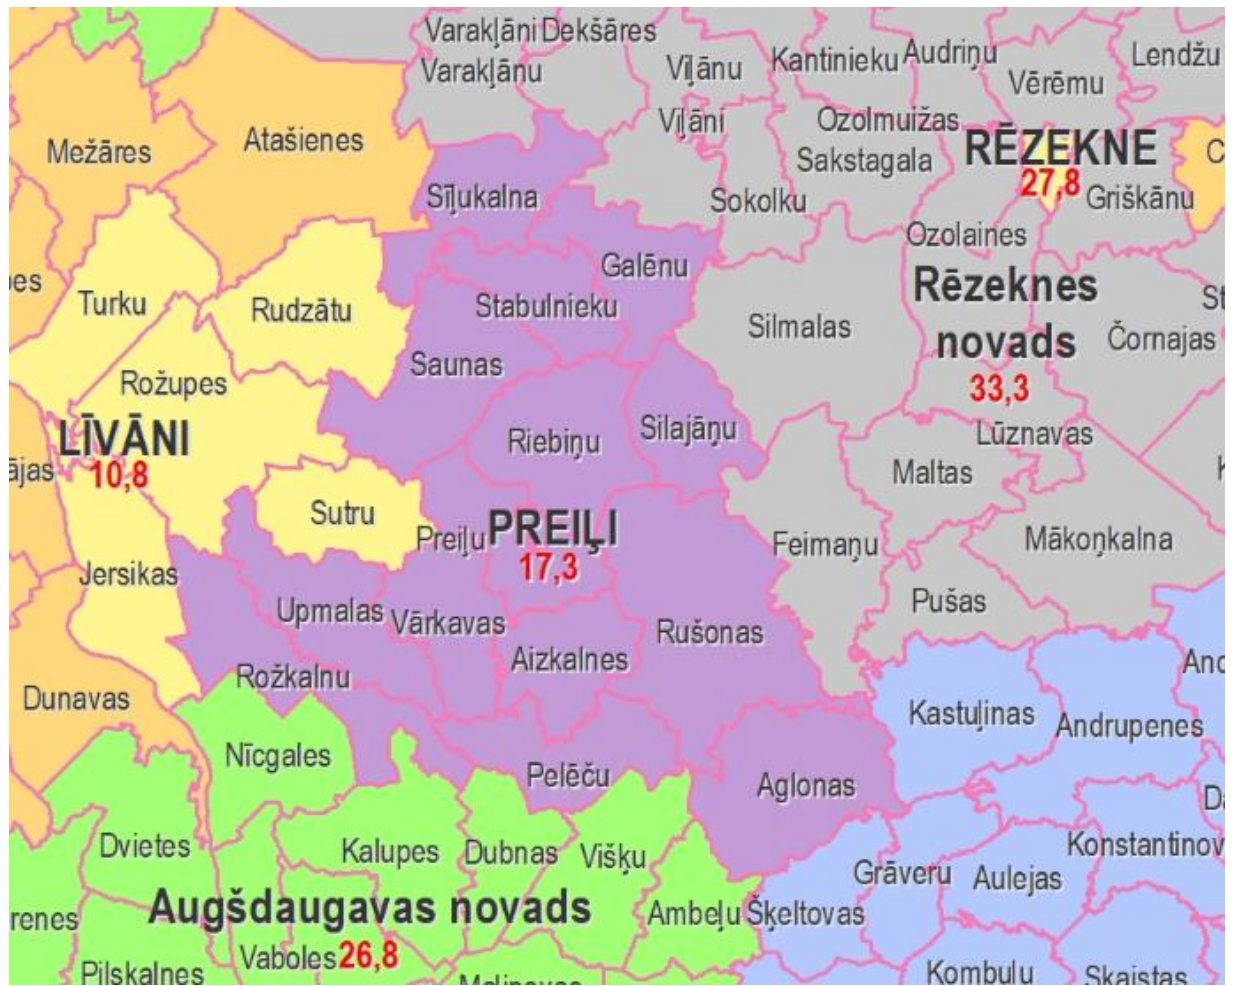 Varakļāni Dekšāres
Varakļānu
Viļānu
Kantinieku
Audriņu
Lendžu
Vērēmu
Viļāni
Ozolmuižas
Mežāres
Atašienes
RĒZEKNE
27,8
Sakstagala
Sīļukalna
Sokolku
Griškānu
Ozolaines
Galēnu
Turku
Rudzātu
Stabulnieku
Rēzeknes
novads
33,3
Silmalas
Čornajas
Saunas
Rožupes
LĪVĀNI
10,8
Riebiņu
Silajāņu
Lūznavas
Maltas
Sutru
Preiļu
PREIĻI
17,3
Feimaņu
Mākoņkalna
Jersikas
Pušas
Upmalas
Vārkavas
Rušonas
Aizkalnes
Rožkalnu
Dunavas
Kastuļinas
Andrupenes
Nīcgales
Pelēču
Aglonas
Dvietes
Kalupes
Dubnas
Višķu
Konstantinov
Grāveru
Aulejas
Augšdaugavas novads
26,8
Ambeļu
Šķeltovas
Vaboles
Pilskalnes
Kombuļu
Skaistas